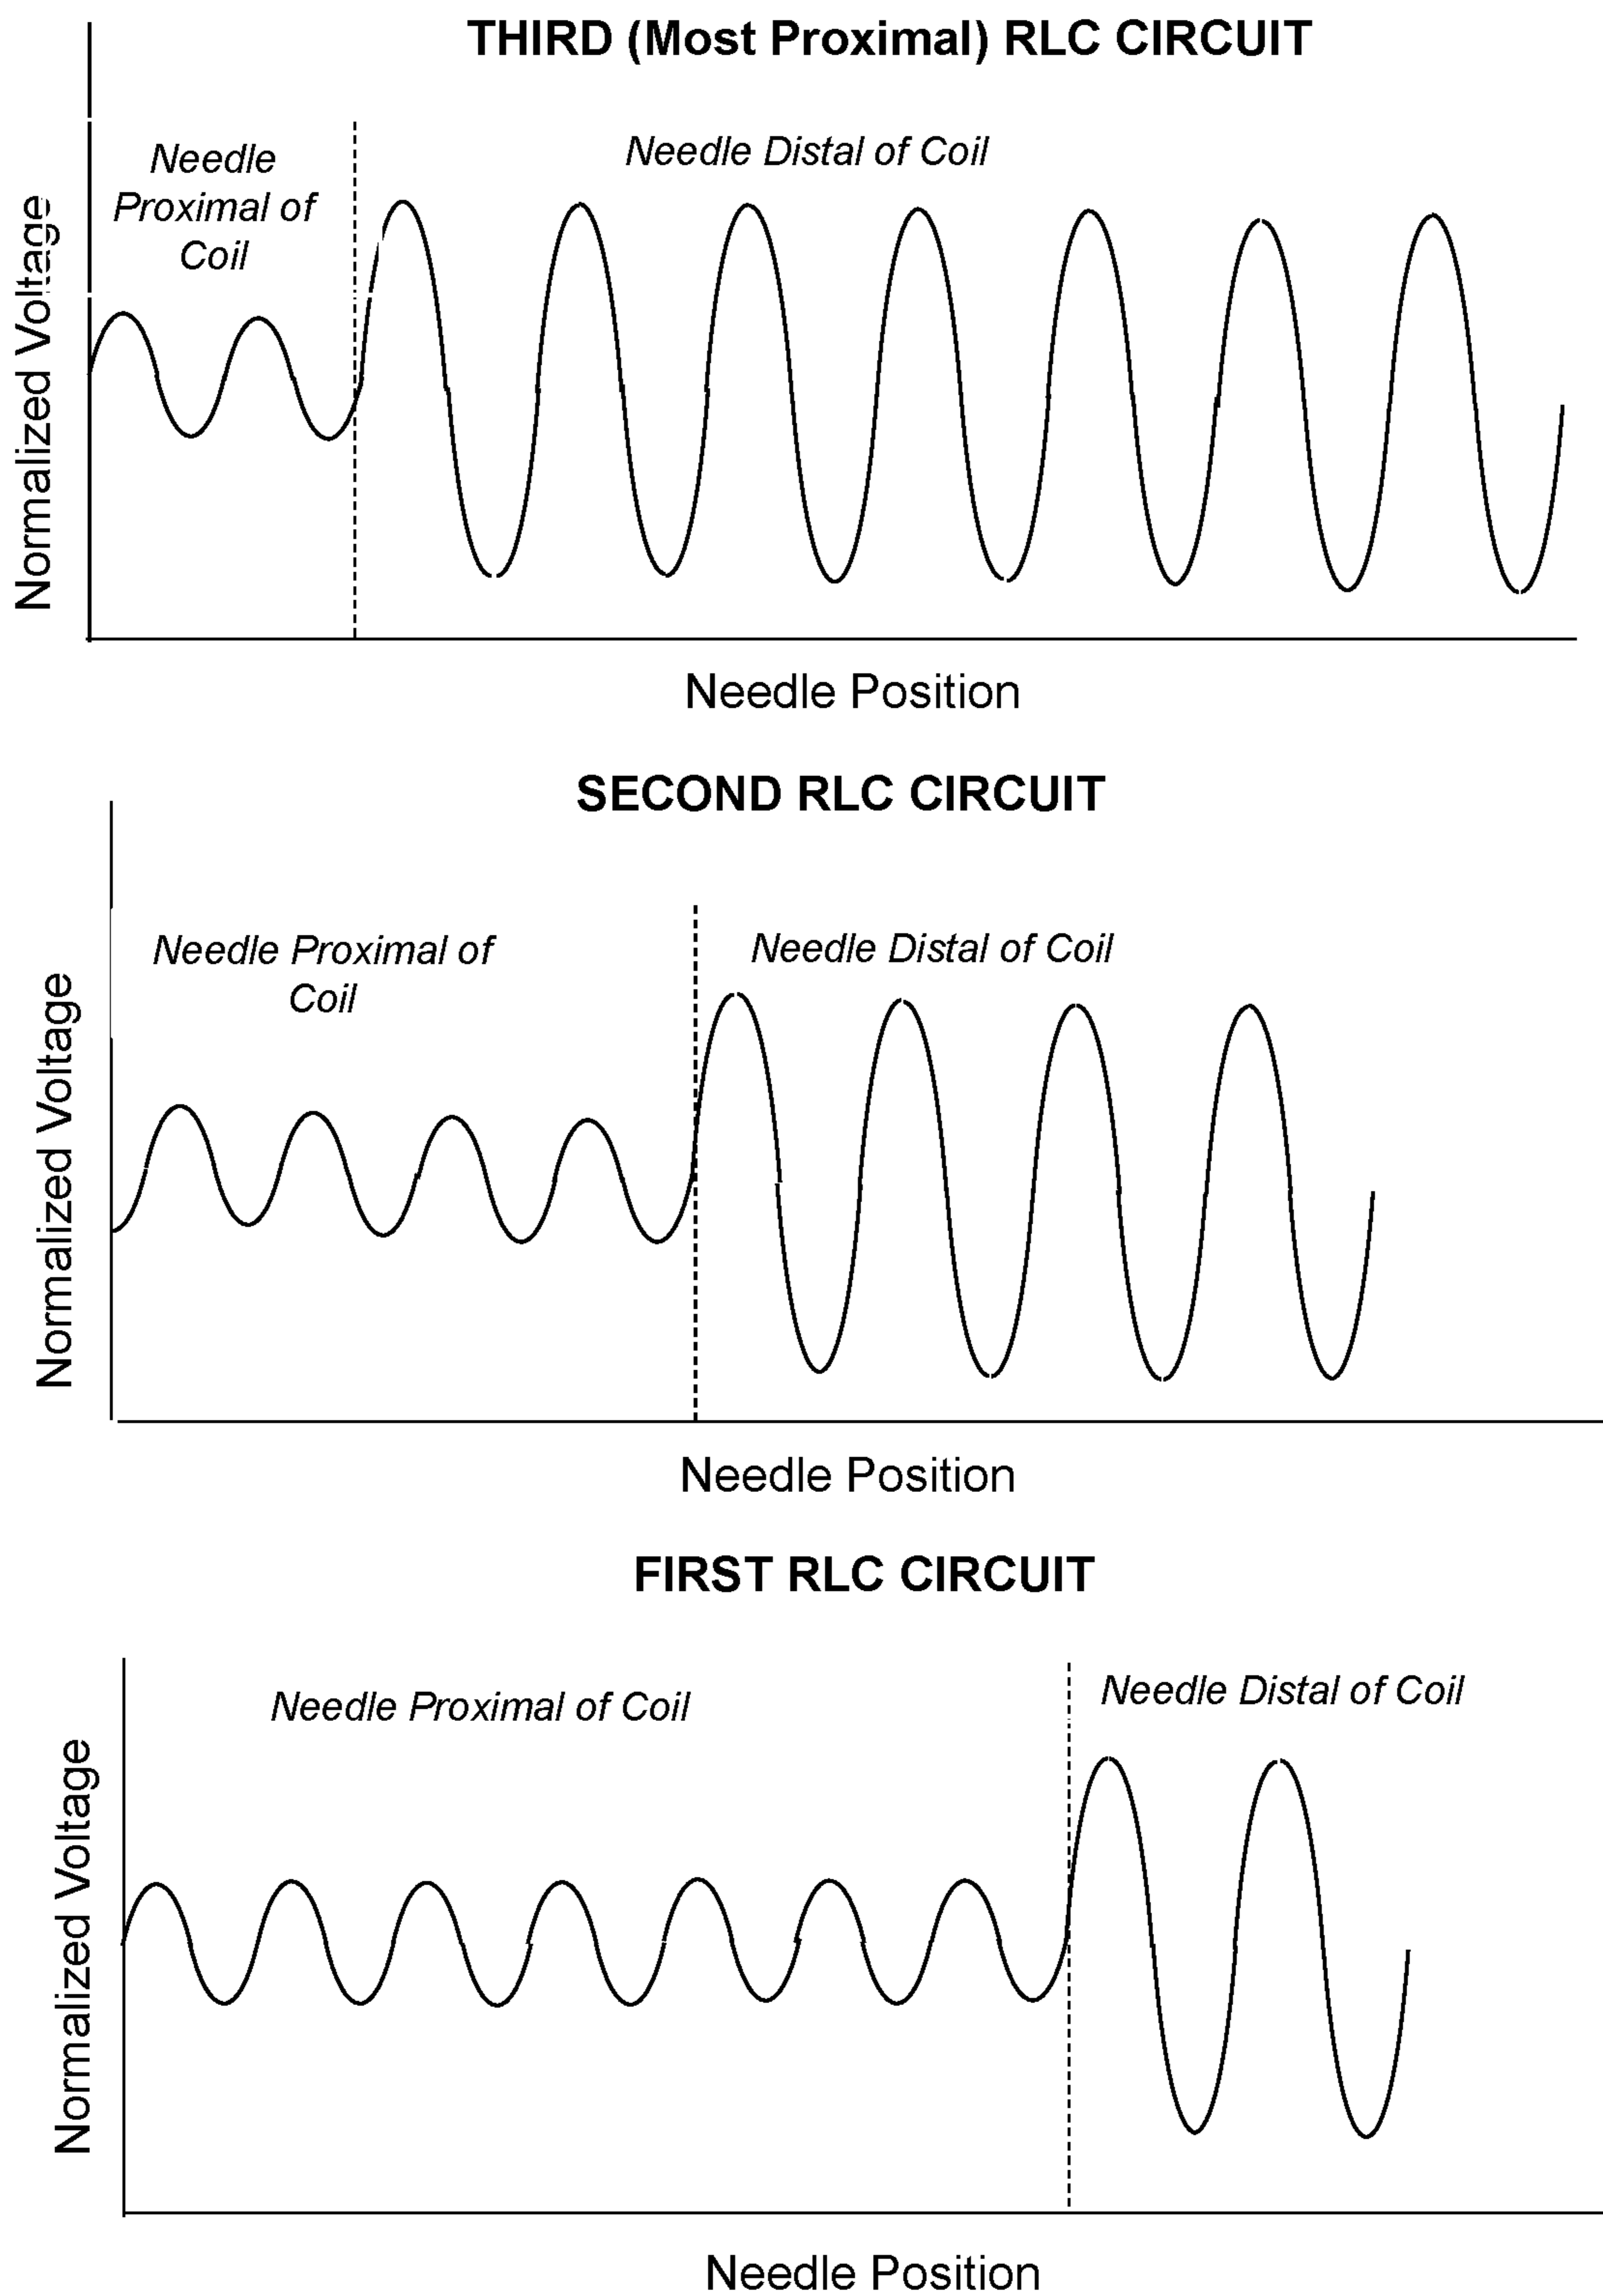 THIRD (Most Proximal) RLC CIRCUIT
Needle
Proximal of
Coil
Needle Distal of Coil
Normalized Voltage
Needle Position
SECOND RLC CIRCUIT
Needle Proximal of
Coil
Needle Distal of Coil
Normalized Voltage
Needle Position
FIRST RLC CIRCUIT
Needle Proximal of Coil
Needle Distal of Coil
Normalized Voltage
Needle Position